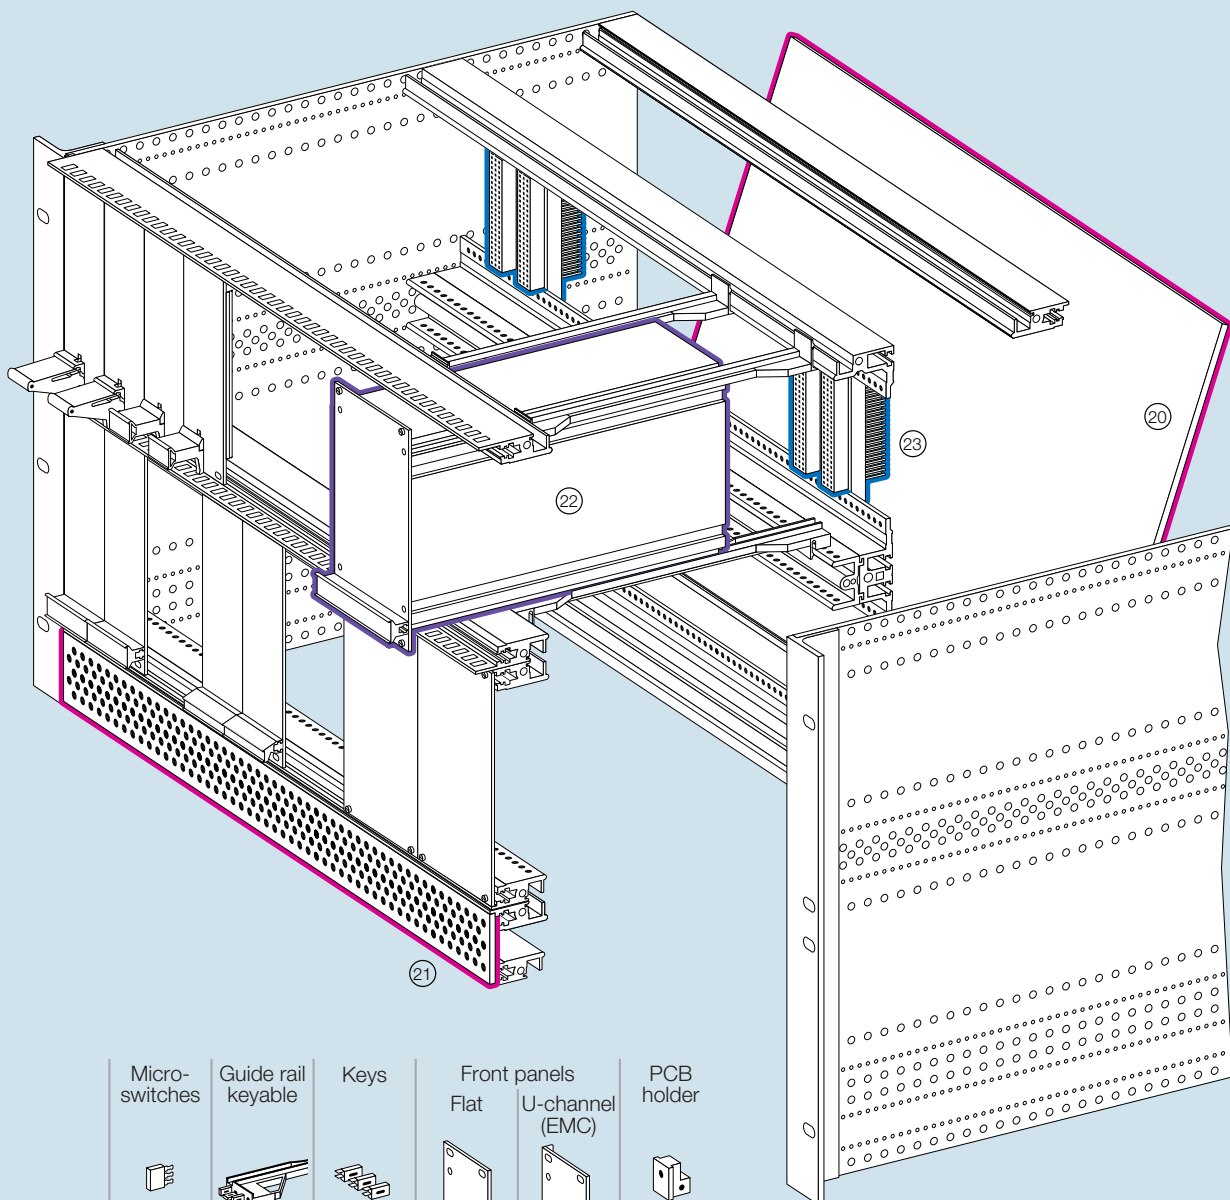 20
23
22
21
Micro-
switches
Guide rail
keyable
Keys
Front panels
Flat
U-channel
(EMC)
PCB
holder